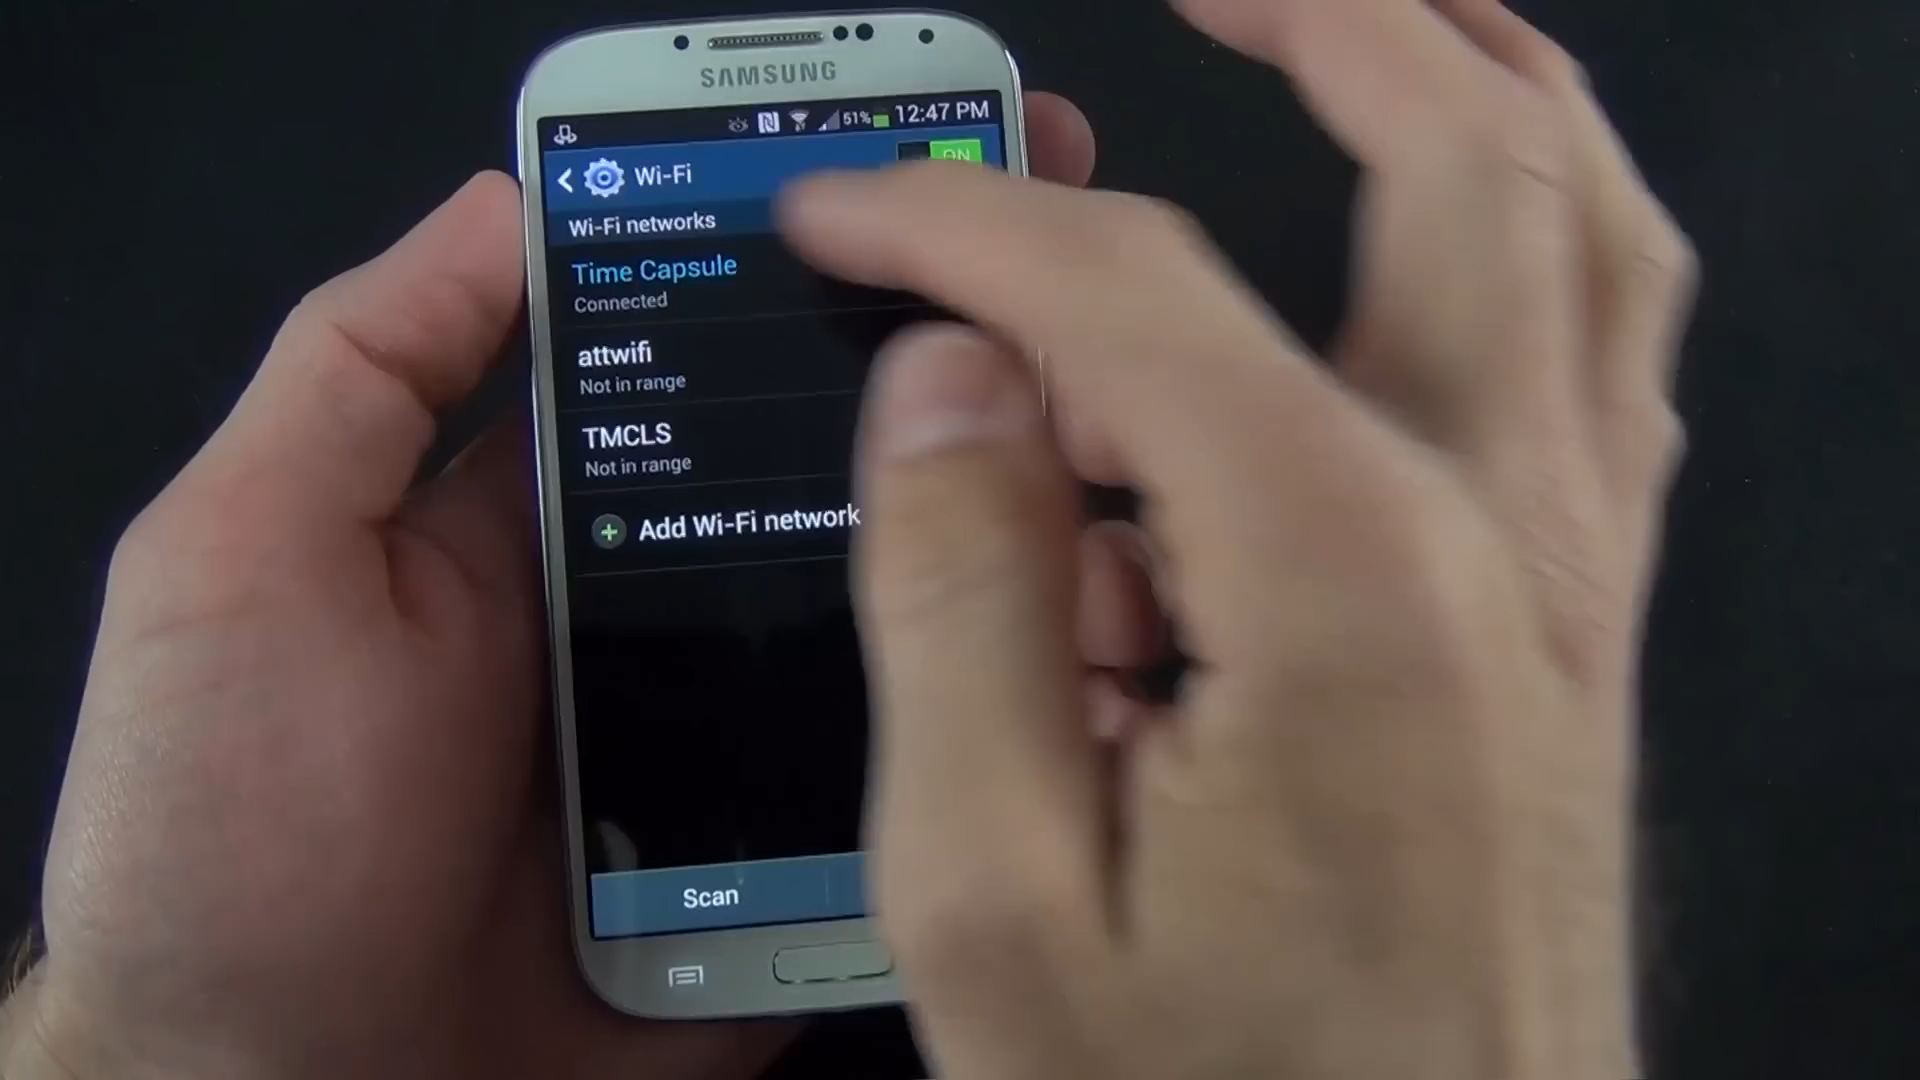 SAMSUNG
51% 12:47 PM
Wi-Fi ON
Wi-Fi networks
Time Capsule
Connected
attwifi
Not in range
TMCLS
Not in range
Add Wi-Fi network
Scan